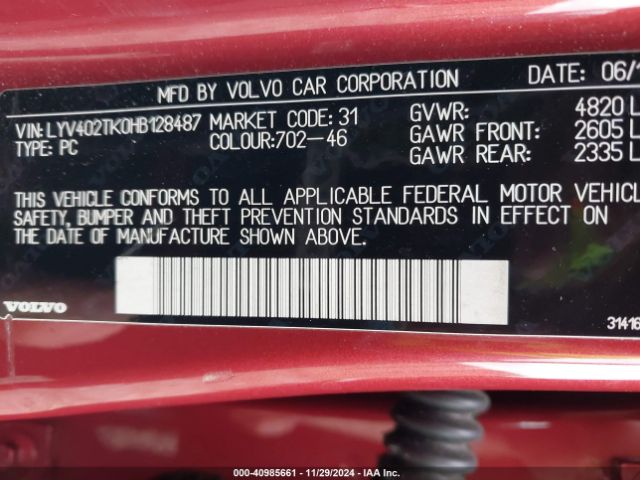 MFD BY VOLVO CAR CORPORATION DATE: 06/1
VIN: LYV402TK0HB128487 MARKET CODE: 31 GVWR: 4820 L
TYPE: PC COLOUR:702-46 GAWR FRONT: 2605 L
GAWR REAR: 2335 L
THIS VEHICLE CONFORMS TO ALL APPLICABLE FEDERAL MOTOR VEHICL
SAFETY, BUMPER AND THEFT PREVENTION STANDARDS IN EFFECT ON
THE DATE OF MANUFACTURE SHOWN ABOVE.
VOLVO
31416
000-40985661 - 11/29/2024 - IAA Inc.